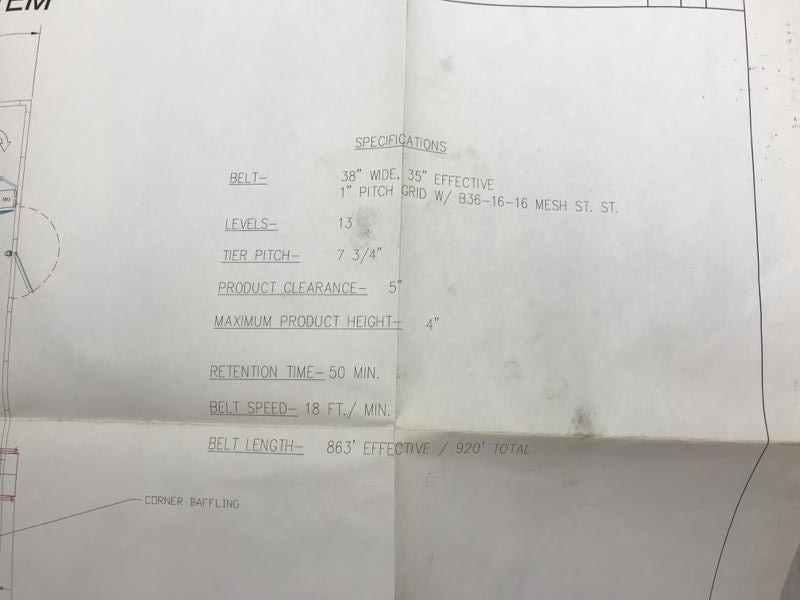 SPECIFICATIONS
BELT- 38" WIDE, 35" EFFECTIVE
1" PITCH GRID W/ B36-16-16 MESH ST. ST.
LEVELS- 13
TIER PITCH- 7 3/4"
PRODUCT CLEARANCE- 5"
MAXIMUM PRODUCT HEIGHT- 4"
RETENTION TIME- 50 MIN.
BELT SPEED- 18 FT./ MIN.
BELT LENGTH- 863' EFFECTIVE / 920' TOTAL
CORNER BAFFLING